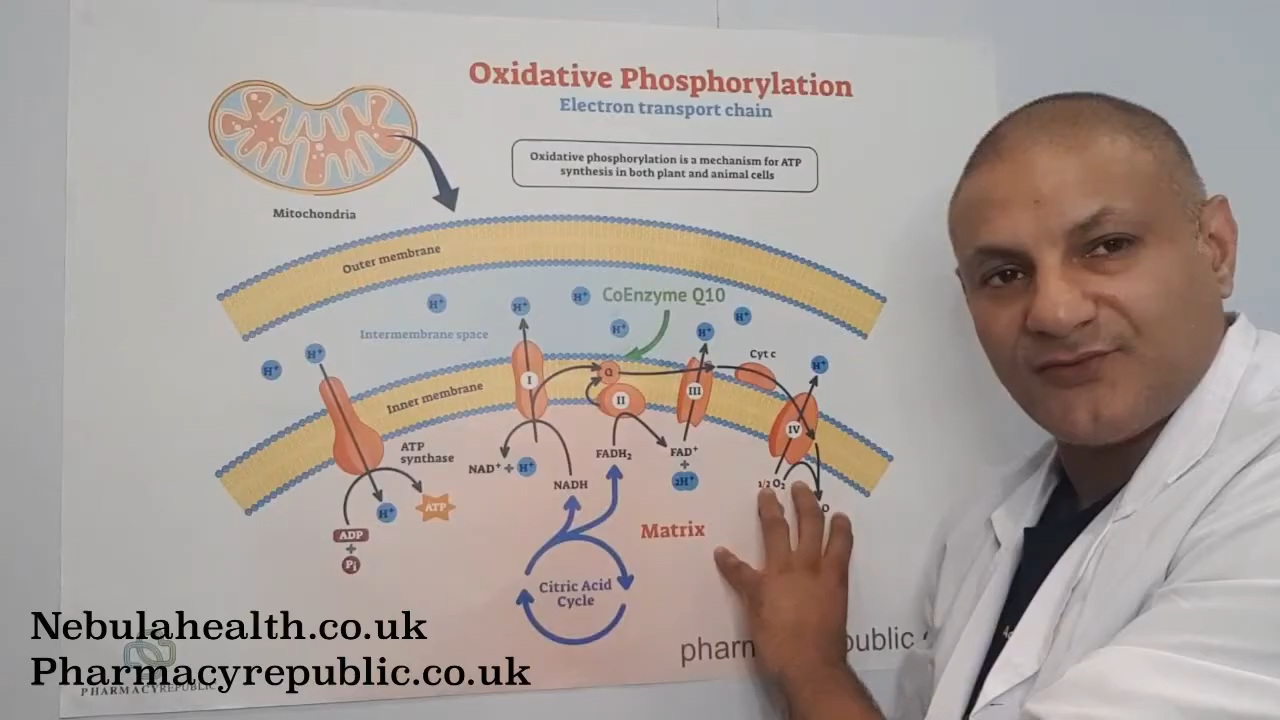 Oxidative Phosphorylation
Electron transport chain
Oxidative phosphorylation is a mechanism for ATP
synthesis in both plant and animal cells
Mitochondria
Outer membrane
CoEnzyme Q10
H⁺
H⁺
H⁺
H⁺
H⁺
H⁺
H⁺
H⁺
H⁺
Intermembrane space
Cyt c
Inner membrane
I
Q
II
III
IV
ATP
synthase
NAD⁺ + H⁺
FADH₂
FAD⁺
+
2H⁺
NADH
1/2 O₂
H⁺
ATP
ADP
+
Pi
Matrix
Citric Acid
Cycle
Nebulahealth.co.uk
Pharmacyrepublic.co.uk
PHARMACYREPUBLIC